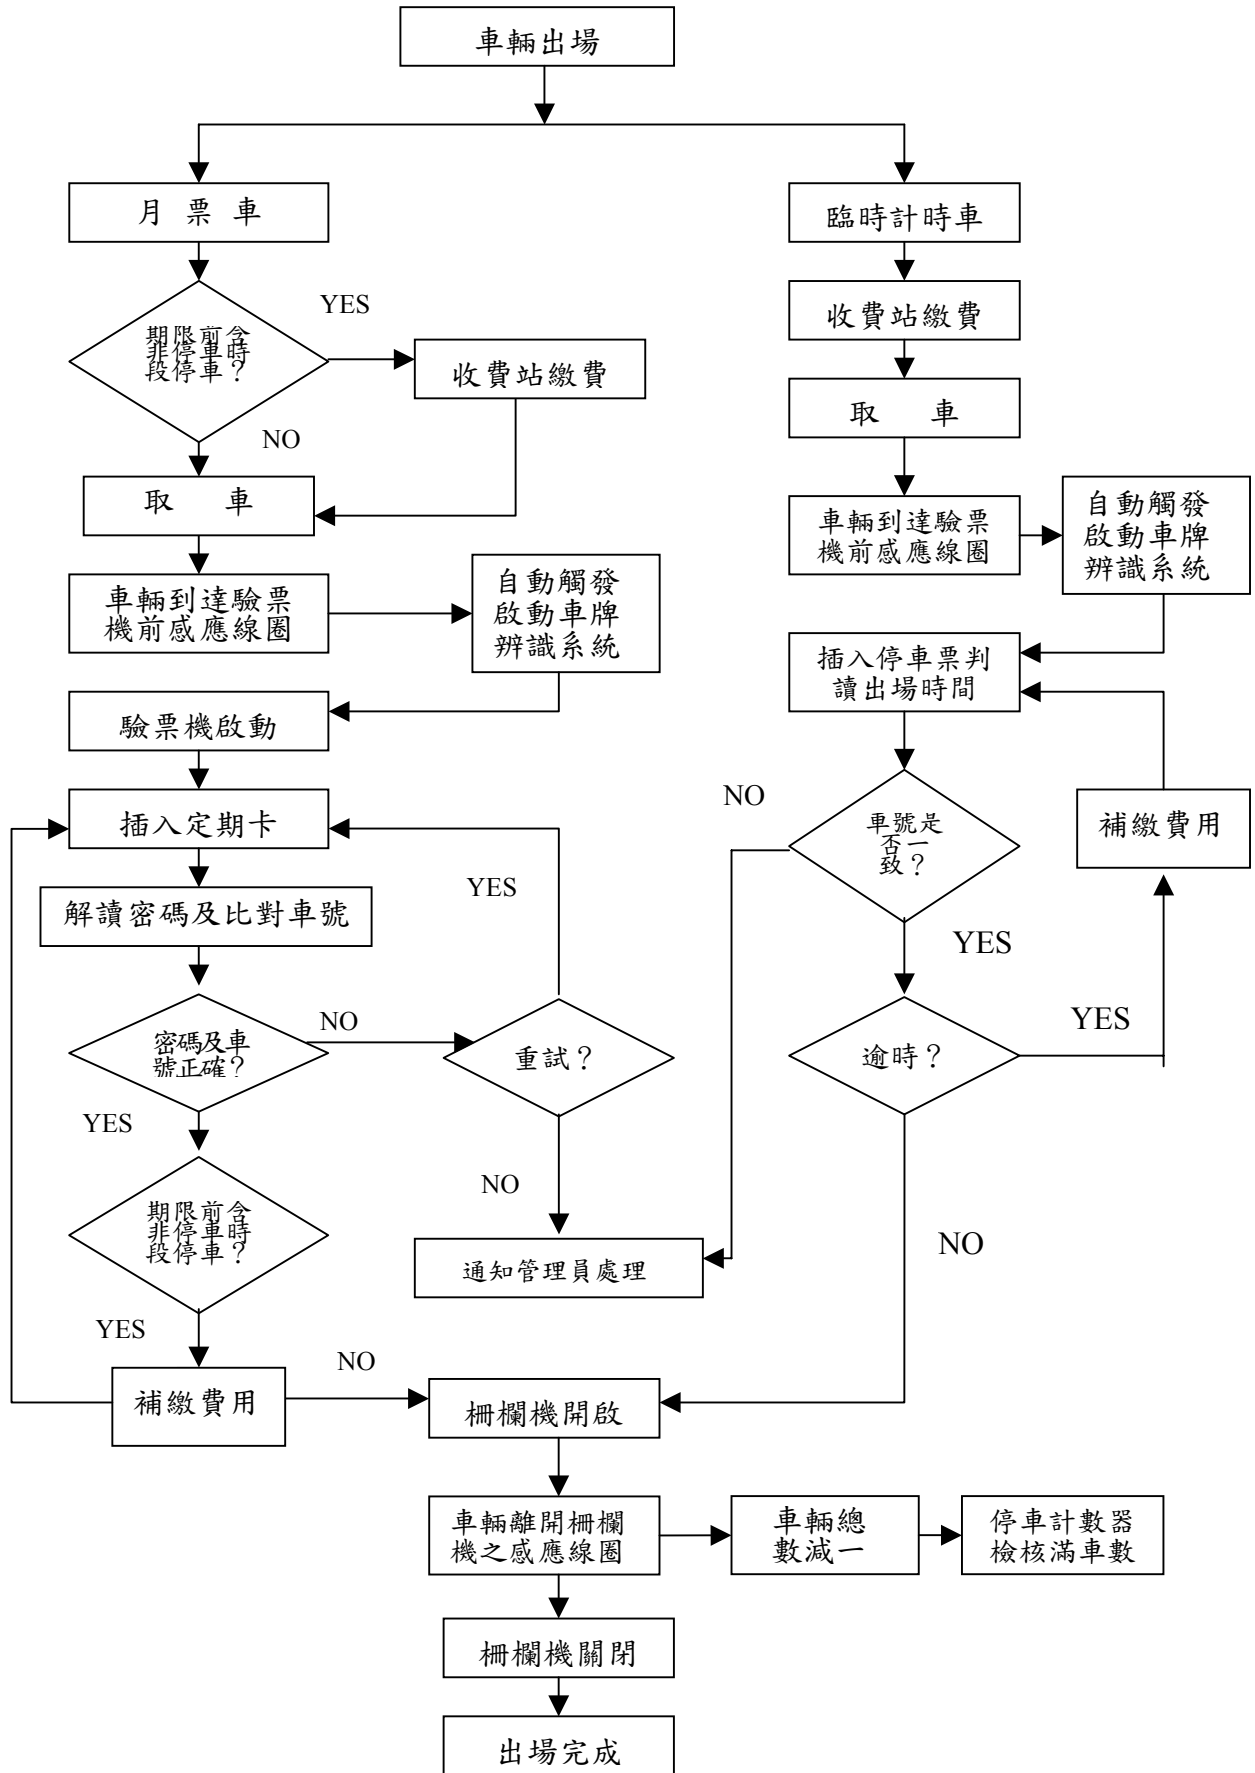 車輛出場
月 票 車
臨時計時車
YES
期限前含
非停車時
段停車？
收費站繳費
收費站繳費
NO
取 車
取 車
車輛到達驗票
機前感應線圈
自動觸發
啟動車牌
辨識系統
車輛到達驗票
機前感應線圈
自動觸發
啟動車牌
辨識系統
插入停車票判
讀出場時間
驗票機啟動
NO
插入定期卡
車號是
否一
致？
補繳費用
YES
解讀密碼及比對車號
YES
NO
密碼及車
號正確？
重試？
逾時？
YES
YES
NO
期限前含
非停車時
段停車？
通知管理員處理
NO
YES
NO
補繳費用
柵欄機開啟
車輛離開柵欄
機之感應線圈
車輛總
數減一
停車計數器
檢核滿車數
柵欄機關閉
出場完成